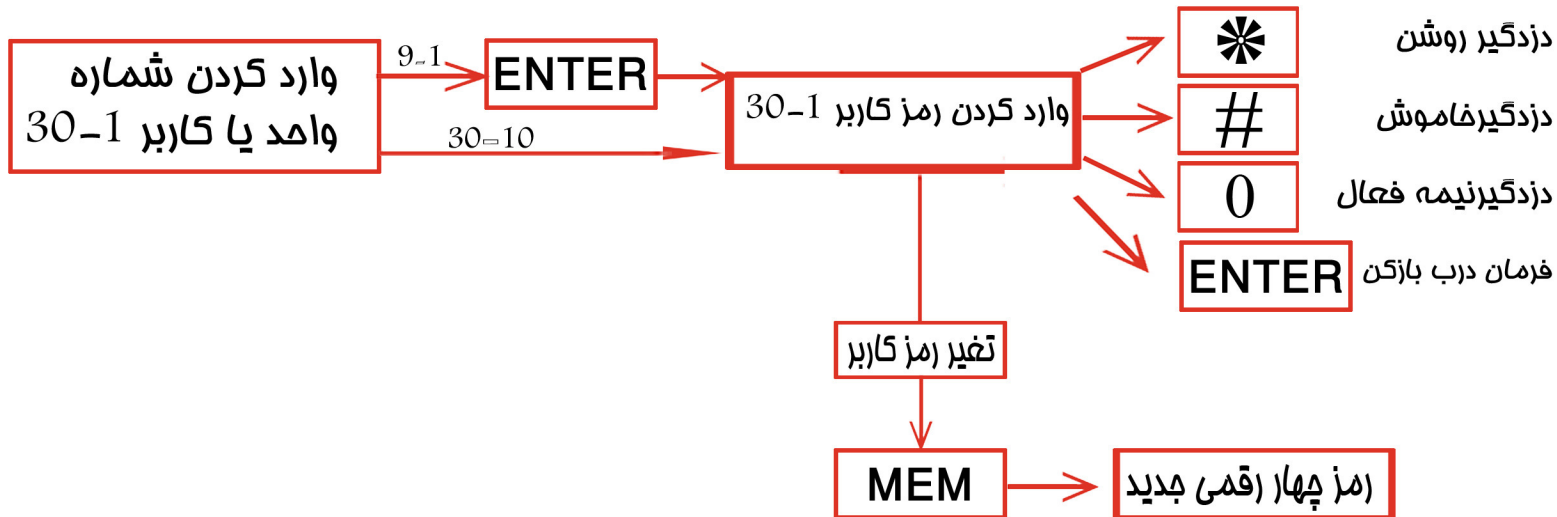 وارد کردن شماره
واحد یا کاربر 1-30
9-1
ENTER
30-10
وارد کردن رمز کاربر 1-30
* دزدگیر روشن
# دزدگیرخاموش
0 دزدگیرنیمه فعال
ENTER فرمان درب بازکن
تغیر رمز کاربر
MEM
رمز چهار رقمی جدید